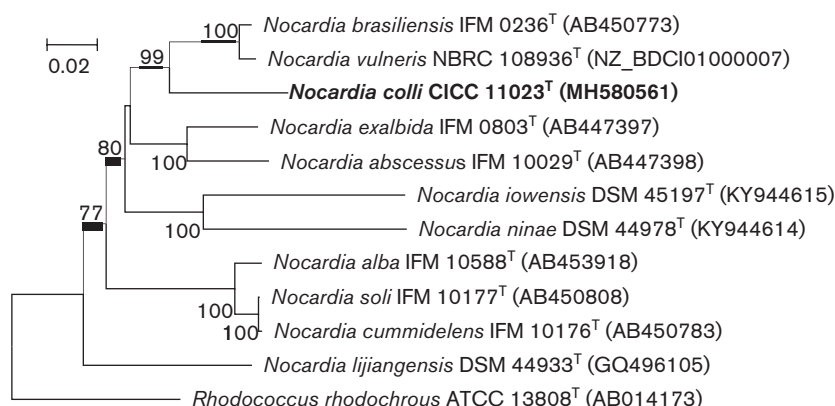 100 Nocardia brasiliensis IFM 0236ᵀ (AB450773)
0.02
99
Nocardia vulneris NBRC 108936ᵀ (NZ_BDCI01000007)
Nocardia colli CICC 11023ᵀ (MH580561)
Nocardia exalbida IFM 0803ᵀ (AB447397)
80
100
Nocardia abscessus IFM 10029ᵀ (AB447398)
Nocardia iowensis DSM 45197ᵀ (KY944615)
77
100
Nocardia ninae DSM 44978ᵀ (KY944614)
Nocardia alba IFM 10588ᵀ (AB453918)
100
Nocardia soli IFM 10177ᵀ (AB450808)
100
Nocardia cummidelens IFM 10176ᵀ (AB450783)
Nocardia lijiangensis DSM 44933ᵀ (GQ496105)
Rhodococcus rhodochrous ATCC 13808ᵀ (AB014173)